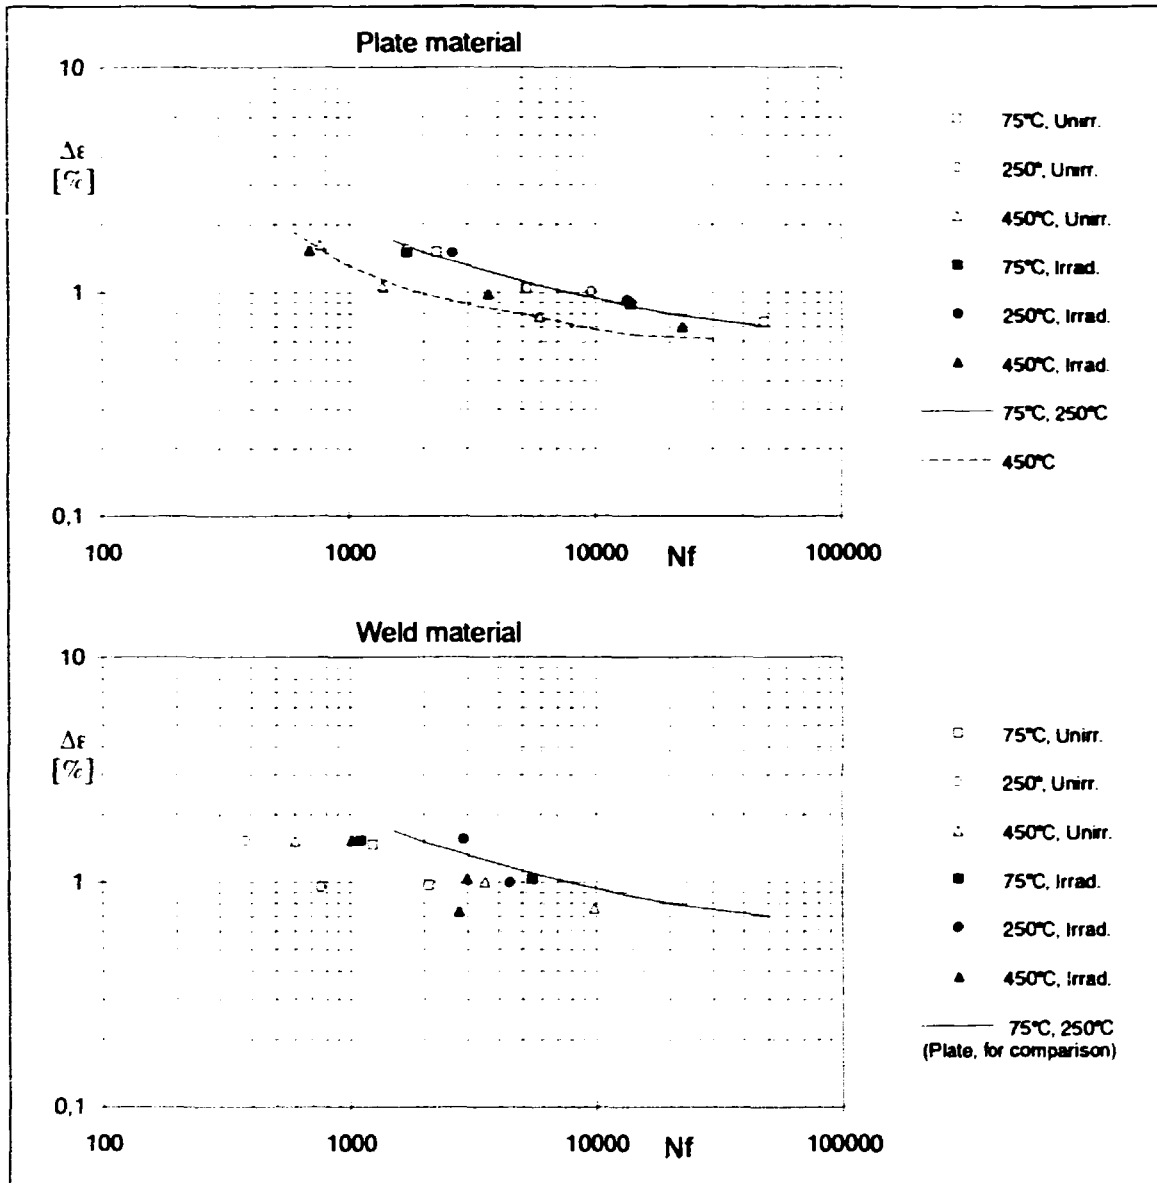 Plate material
10
Δε
[%]
1
0,1
100
1000
Nf
10000
100000
75°C, Unirr.
250°, Unirr.
450°C, Unirr.
75°C, Irrad.
250°C, Irrad.
450°C, Irrad.
75°C, 250°C
450°C
Weld material
10
Δε
[%]
1
0,1
100
1000
Nf
10000
100000
75°C, Unirr.
250°, Unirr.
450°C, Unirr.
75°C, Irrad.
250°C, Irrad.
450°C, Irrad.
75°C, 250°C
(Plate, for comparison)